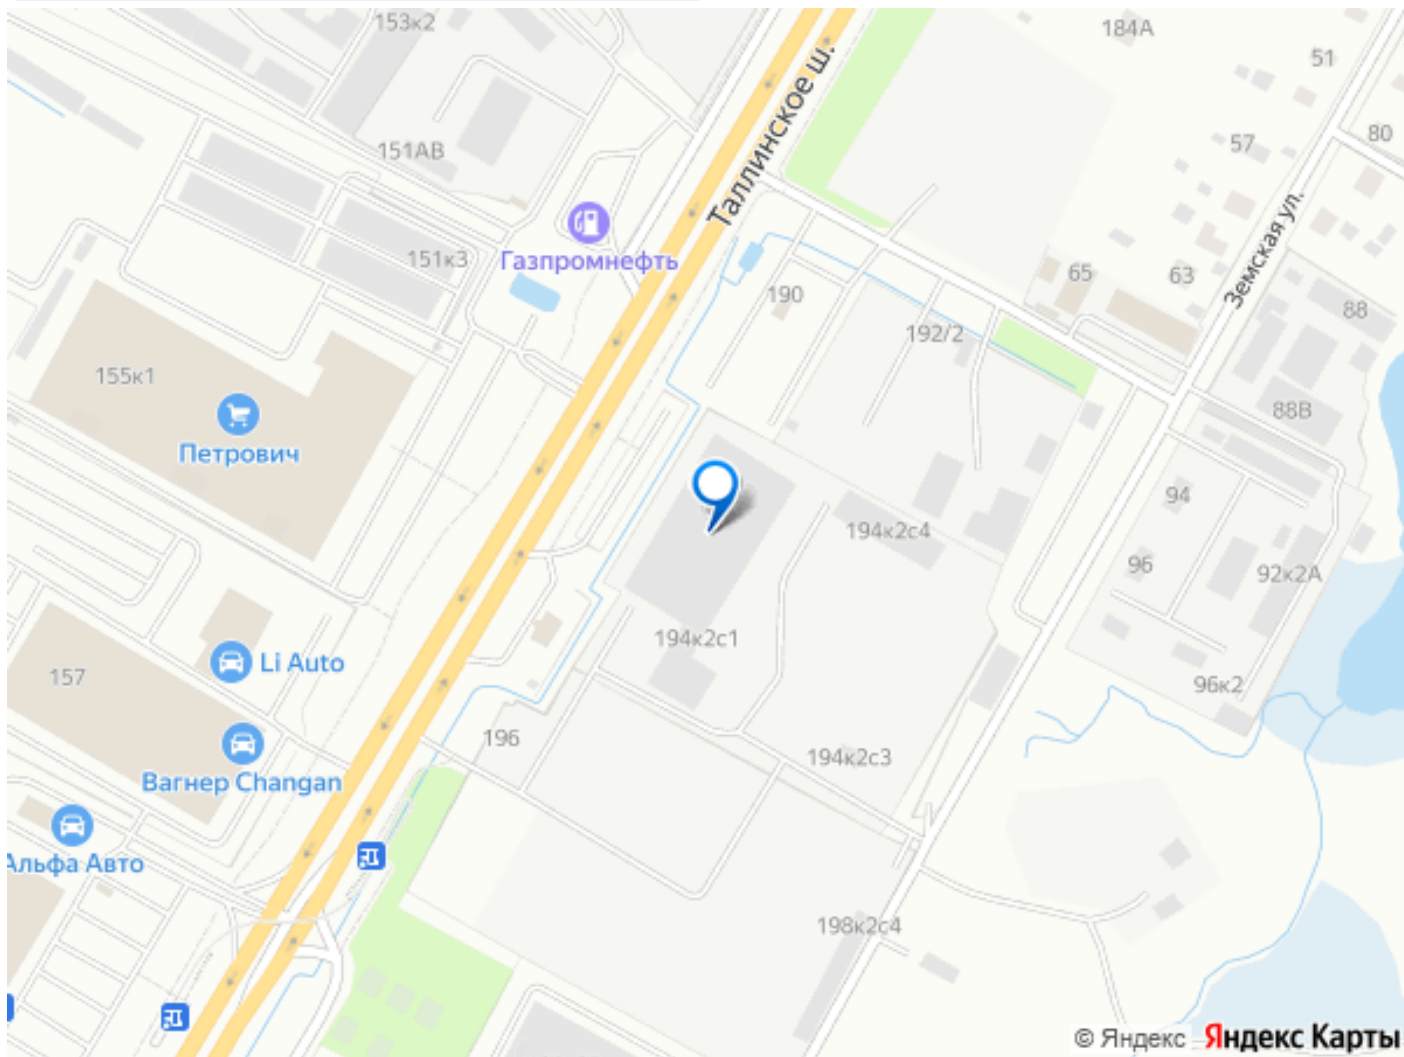 153к2
184А
51
Таллинское ш.
57
80
151АВ
Земская ул.
Газпромнефть
151к3
65
63
190
88
192/2
155к1
88В
Петрович
94
194к2с4
96
92к2А
194к2с1
Li Auto
157
96к2
196
194к2с3
Вагнер Changan
Альфа Авто
198к2с4
© Яндекс Яндекс Карты